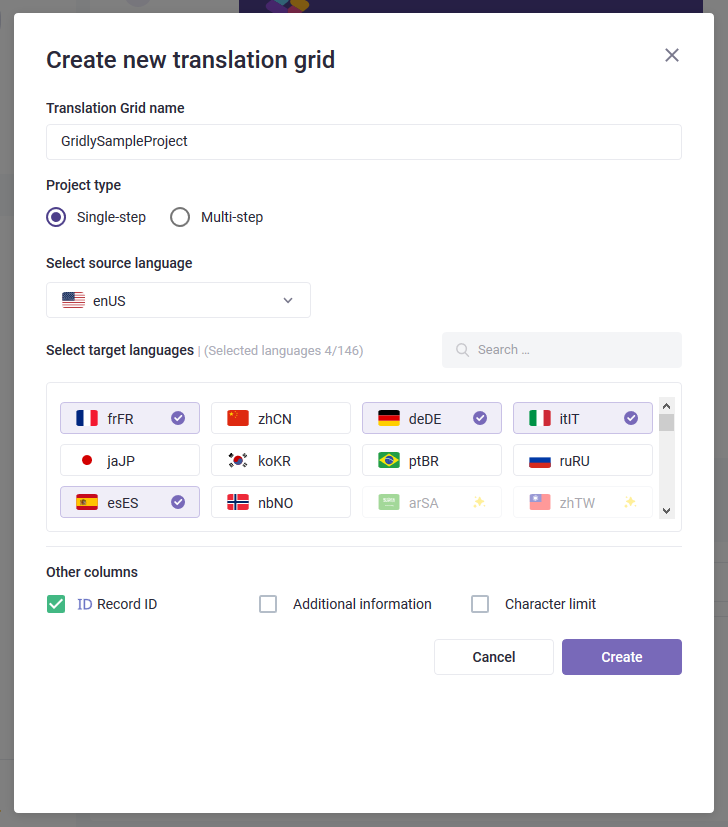 Create new translation grid
Translation Grid name
GridlySampleProject
Project type
Single-step Multi-step
Select source language
enUS
Select target languages | (Selected languages 4/146) Search ...
frFR zhCN deDE itIT
jaJP koKR ptBR ruRU
esES nbNO arSA zhTW
Other columns
ID Record ID Additional information Character limit
Cancel Create